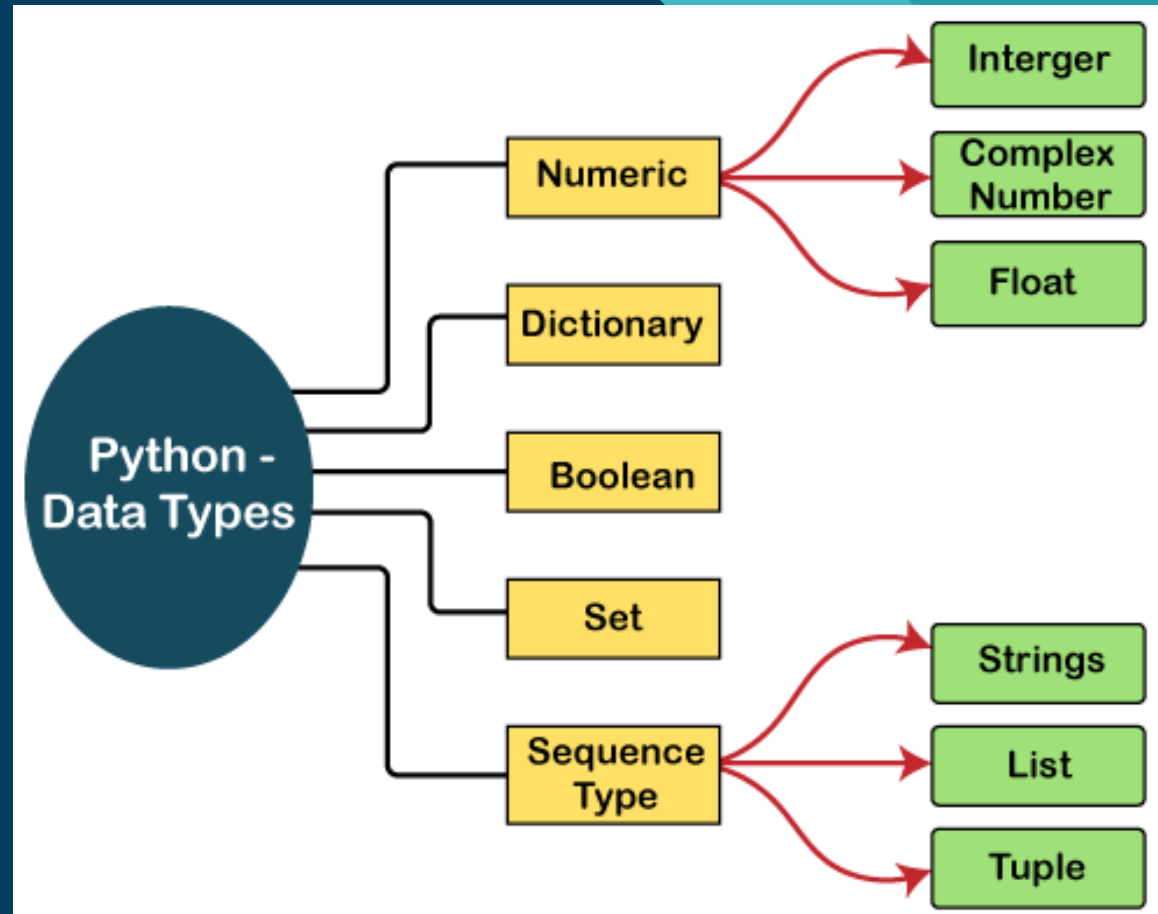 Python -
Data Types
Numeric
Interger
Complex
Number
Float
Dictionary
Boolean
Set
Sequence
Type
Strings
List
Tuple